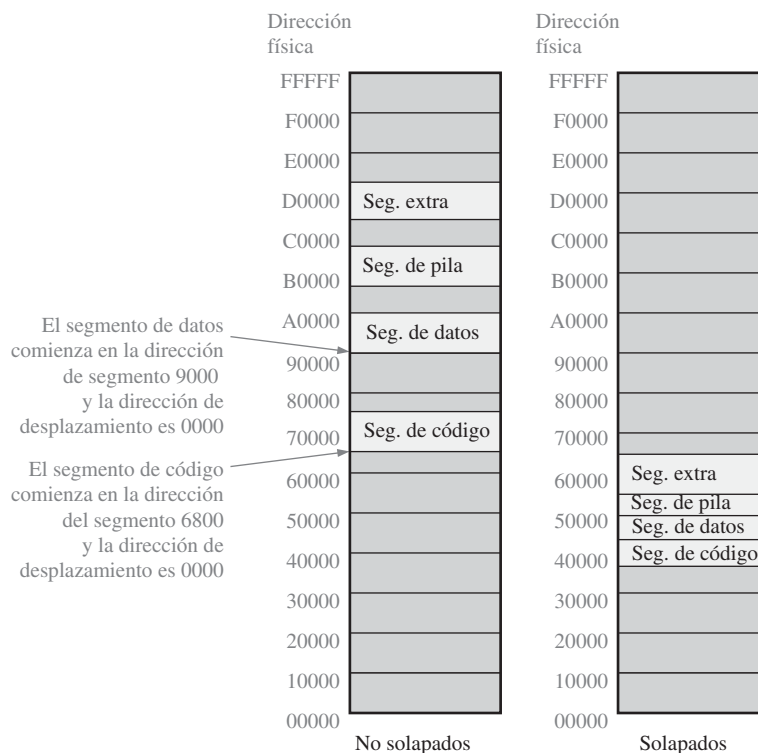 Dirección
física
FFFFF
F0000
E0000
D0000
C0000
B0000
A0000
90000
80000
70000
60000
50000
40000
30000
20000
10000
00000
Seg. extra
Seg. de pila
Seg. de datos
Seg. de código
No solapados
El segmento de datos
comienza en la dirección
de segmento 9000
y la dirección de
desplazamiento es 0000
El segmento de código
comienza en la dirección
del segmento 6800
y la dirección de
desplazamiento es 0000
Dirección
física
FFFFF
F0000
E0000
D0000
C0000
B0000
A0000
90000
80000
70000
60000
50000
40000
30000
20000
10000
00000
Seg. extra
Seg. de pila
Seg. de datos
Seg. de código
Solapados